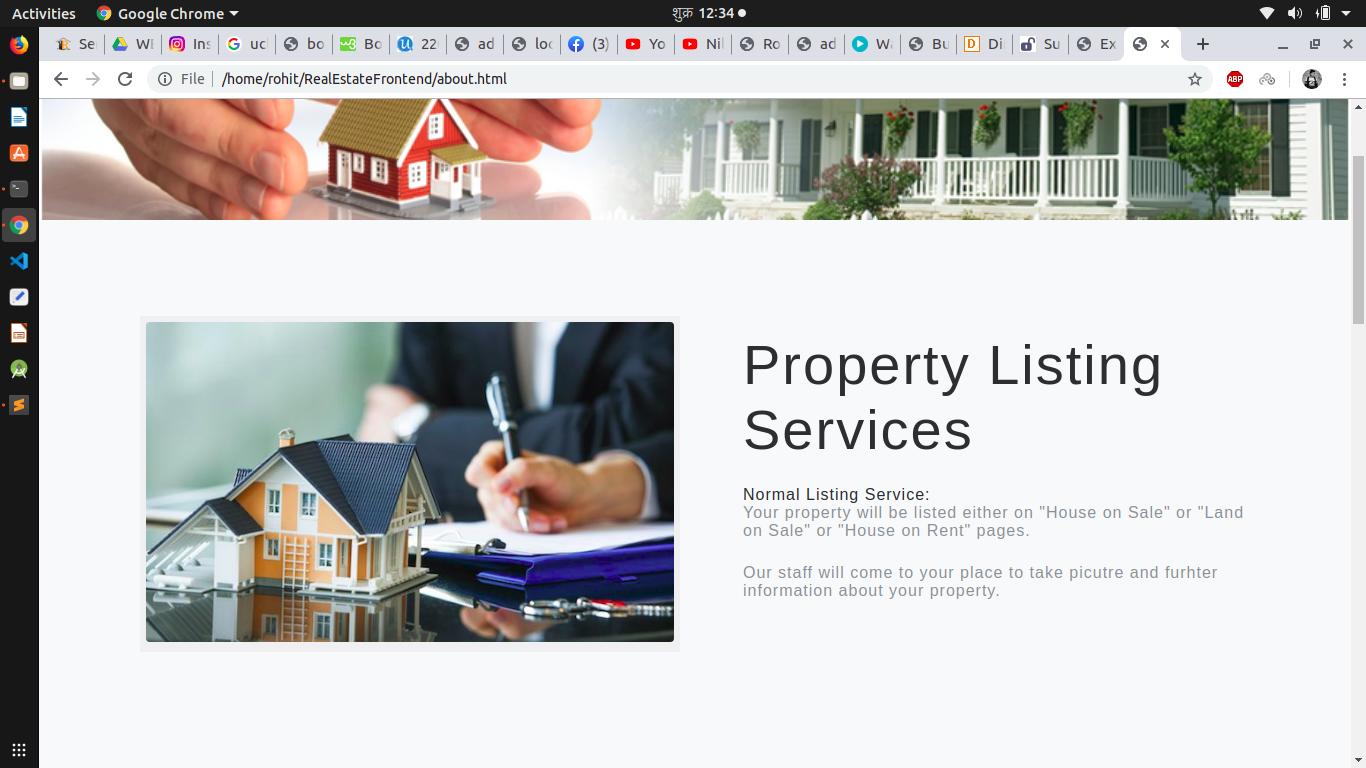 Activities
Google Chrome
शुक्र 12:34
Se
WI
Ins
uc
bo
Bo
22
ad
loc
(3)
Yo
Nil
Ro
ad
Wa
Bu
Di
Su
Ex
File
/home/rohit/RealEstateFrontend/about.html
ABP
Property Listing
Services
Normal Listing Service:
Your property will be listed either on "House on Sale" or "Land
on Sale" or "House on Rent" pages.
Our staff will come to your place to take picutre and furhter
information about your property.